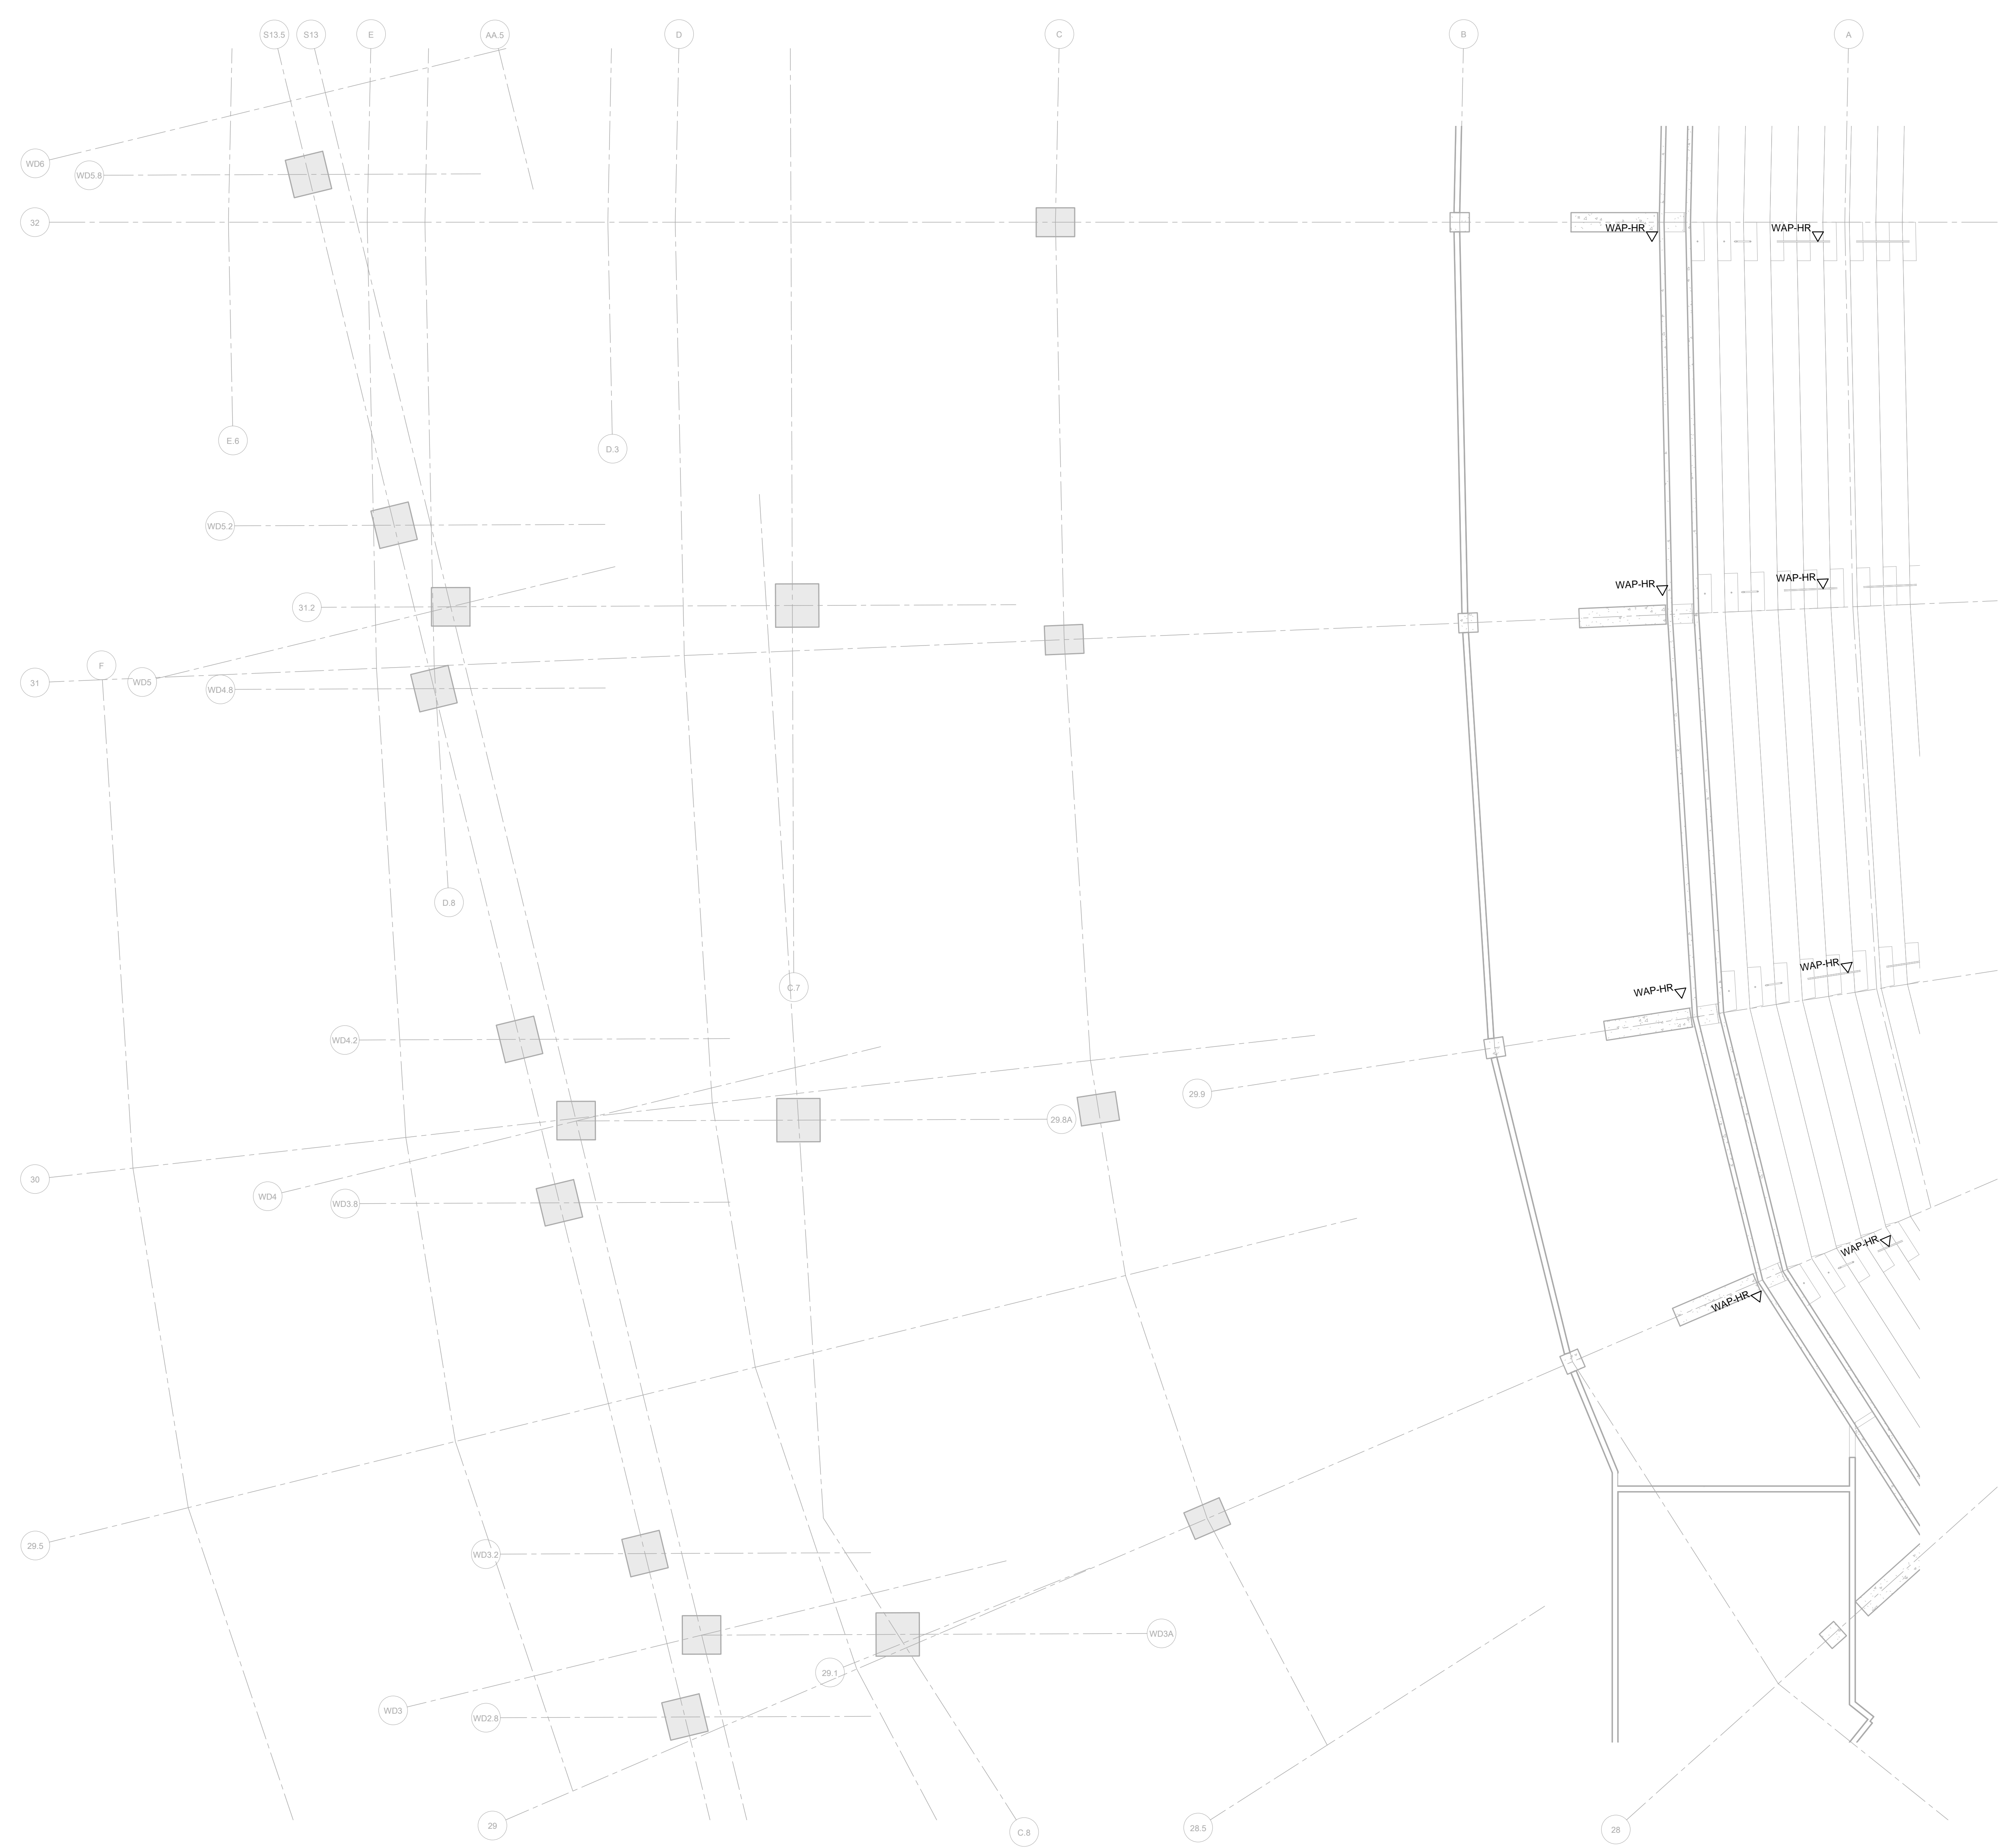 S13.5
S13
E
AA.5
D
C
B
A
WD6
WD5.8
32
WAP-HR
WAP-HR
E.6
D.3
WD5.2
WAP-HR
WAP-HR
31.2
F
31
WD5
WD4.8
D.8
WAP-HR
WAP-HR
C.7
WD4.2
29.9
29.8A
30
WD4
WD3.8
WAP-HR
WAP-HR
29.5
WD3.2
WD3A
29.1
WD3
WD2.8
29
C.8
28.5
28